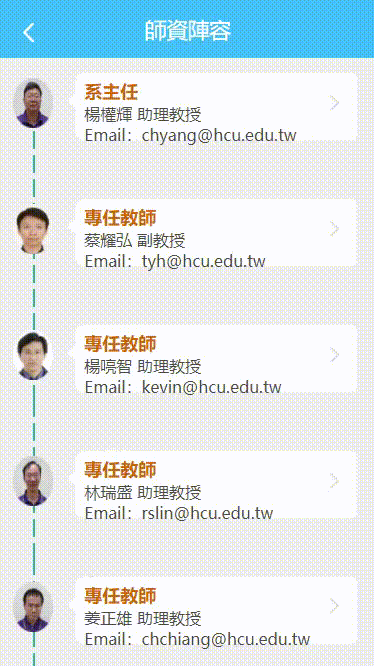 師資陣容
系主任
楊權輝 助理教授
Email：chyang@hcu.edu.tw
專任教師
蔡耀弘 副教授
Email：tyh@hcu.edu.tw
專任教師
楊喨智 助理教授
Email：kevin@hcu.edu.tw
專任教師
林瑞盛 助理教授
Email：rslin@hcu.edu.tw
專任教師
姜正雄 助理教授
Email：chchiang@hcu.edu.tw